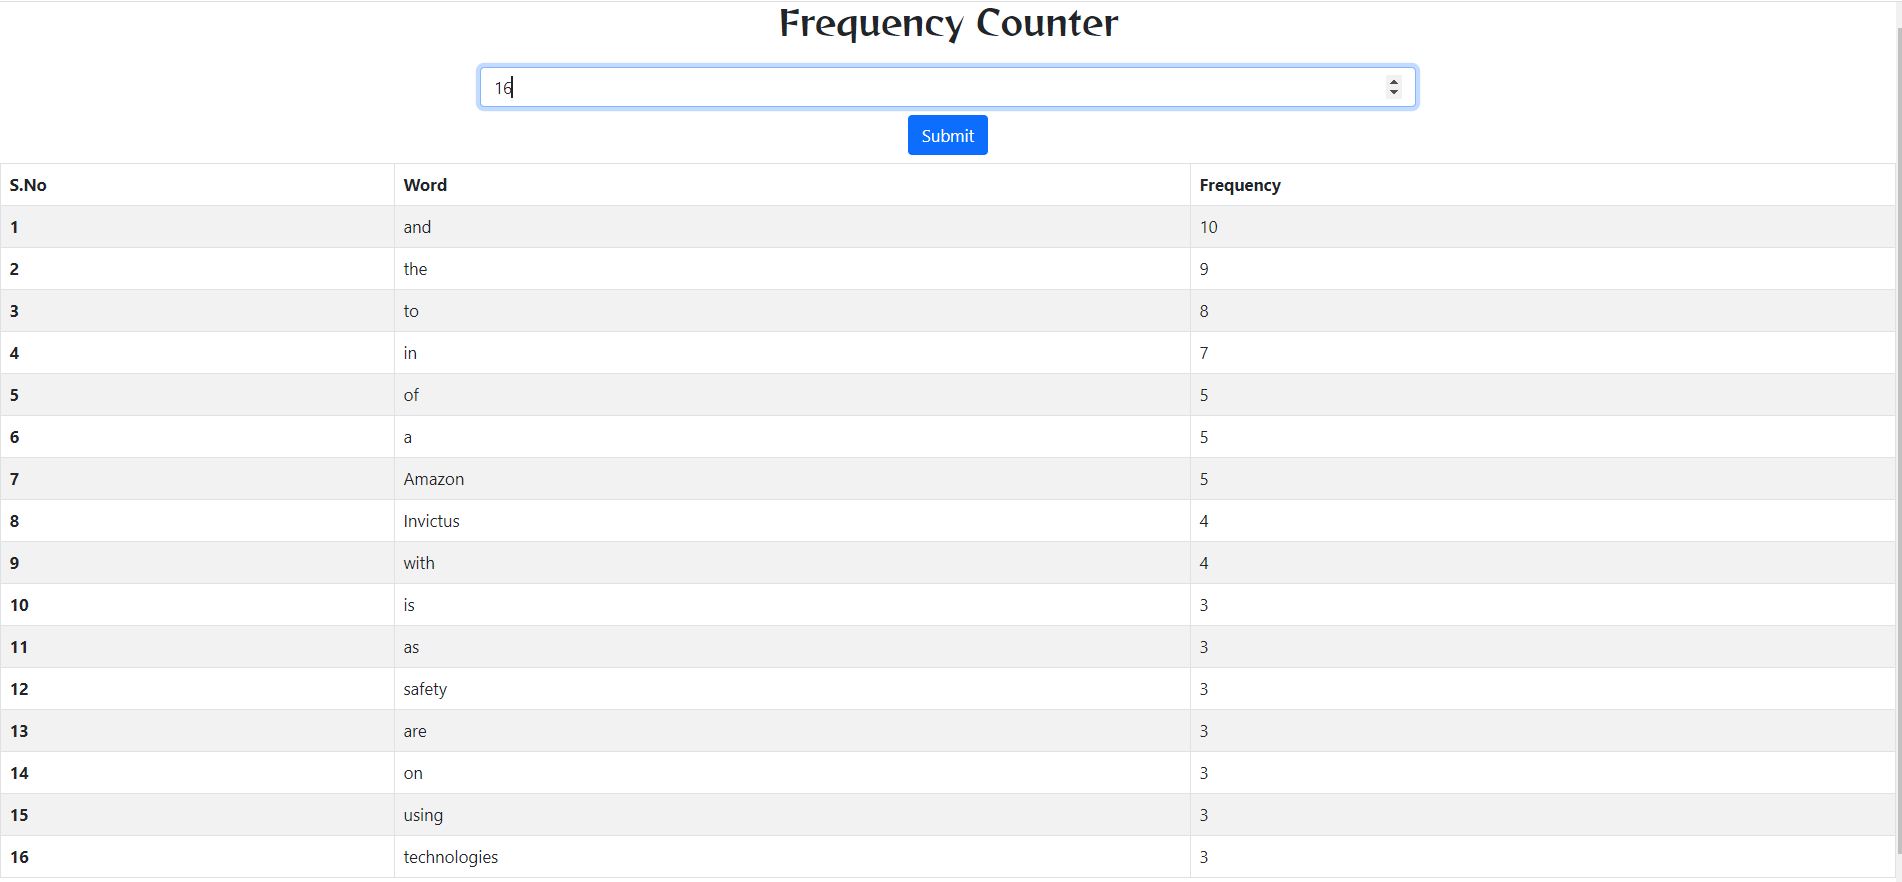 Frequency Counter
16
Submit
S.No Word Frequency
1 and 10
2 the 9
3 to 8
4 in 7
5 of 5
6 a 5
7 Amazon 5
8 Invictus 4
9 with 4
10 is 3
11 as 3
12 safety 3
13 are 3
14 on 3
15 using 3
16 technologies 3